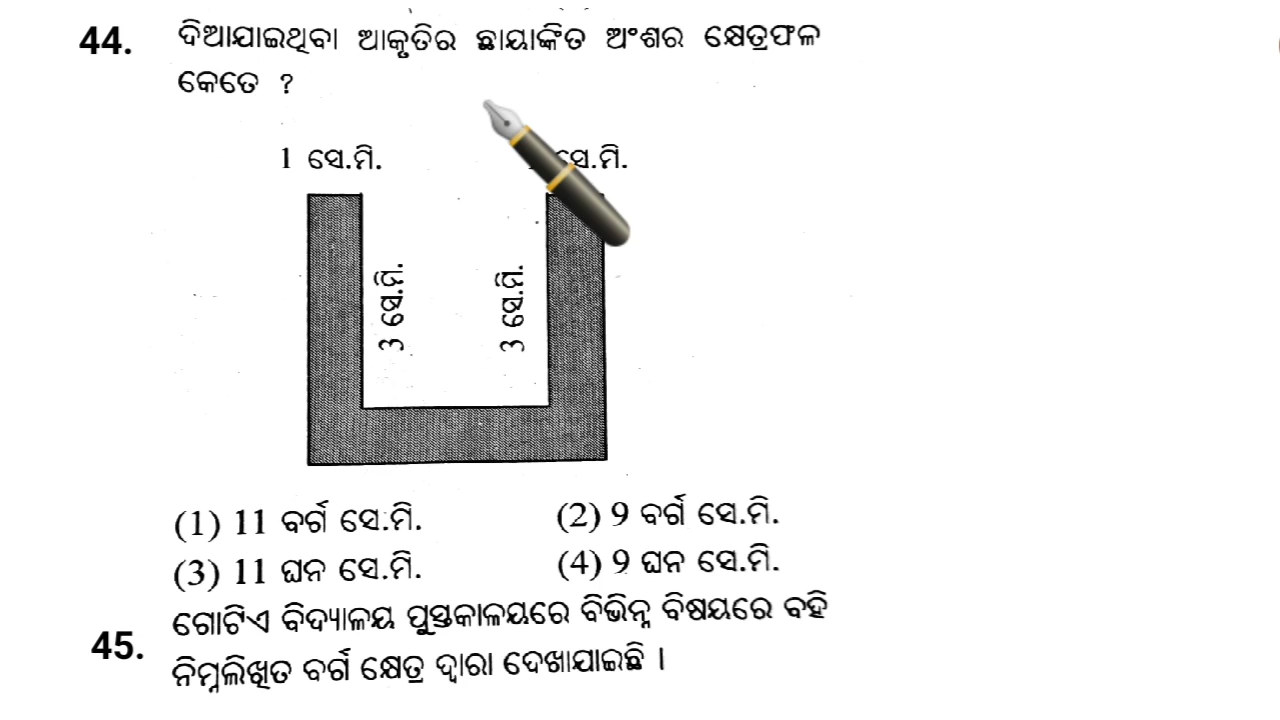 44. ଦିଆଯାଇଥିବା ଆକୃତିର ଛାୟାଙ୍କିତ ଅଂଶର କ୍ଷେତ୍ରଫଳ
କେତେ ?
1 ସେ.ମି. ସେ.ମି.
3 ସେ.ମି. 3 ସେ.ମି.
(1) 11 ବର୍ଗ ସେ.ମି. (2) 9 ବର୍ଗ ସେ.ମି.
(3) 11 ଘନ ସେ.ମି. (4) 9 ଘନ ସେ.ମି.
45. ଗୋଟିଏ ବିଦ୍ୟାଳୟ ପୁସ୍ତକାଳୟରେ ବିଭିନ୍ନ ବିଷୟରେ ବହି
ନିମ୍ନଲିଖିତ ବର୍ଗ କ୍ଷେତ୍ର ଦ୍ୱାରା ଦେଖାଯାଇଛି ।